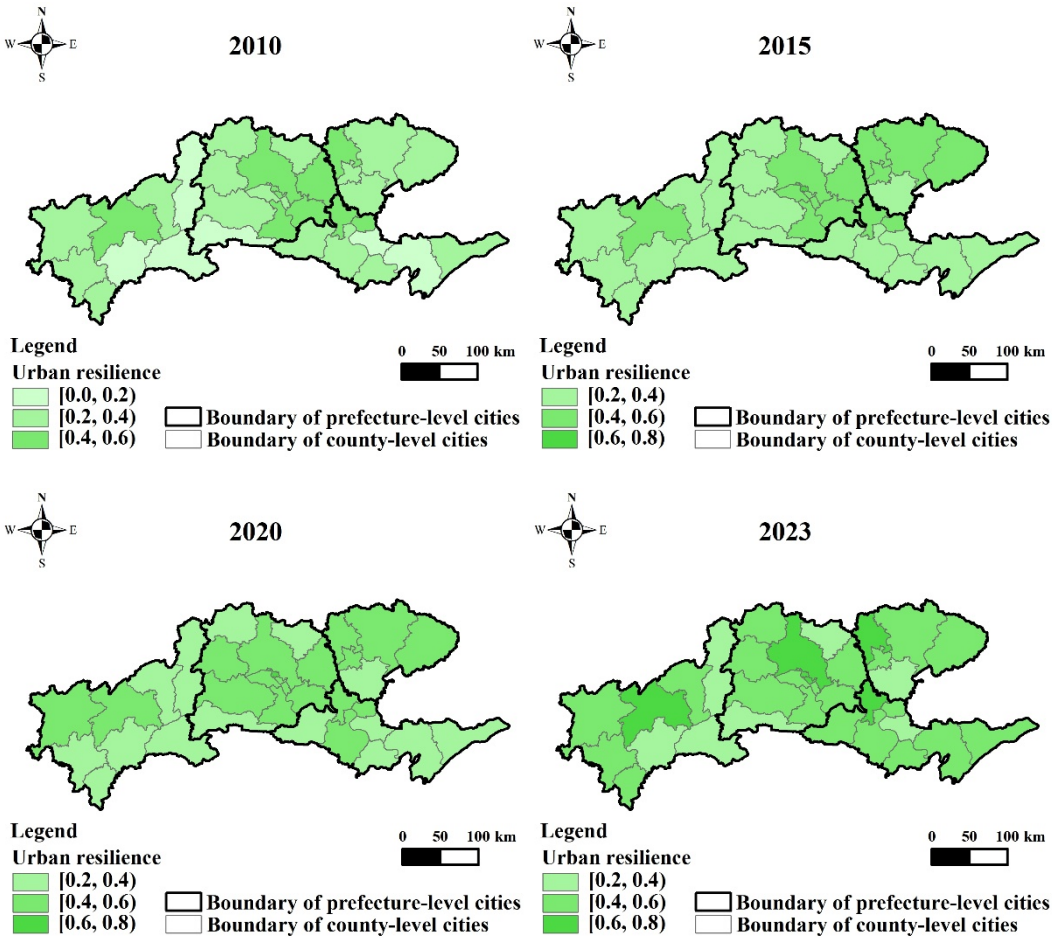 N
W E
S
2010
0 50 100 km
Legend
Urban resilience
[0.0, 0.2)
[0.2, 0.4)
[0.4, 0.6)
Boundary of prefecture-level cities
Boundary of county-level cities
N
W E
S
2015
0 50 100 km
Legend
Urban resilience
[0.2, 0.4)
[0.4, 0.6)
[0.6, 0.8)
Boundary of prefecture-level cities
Boundary of county-level cities
N
W E
S
2020
0 50 100 km
Legend
Urban resilience
[0.2, 0.4)
[0.4, 0.6)
[0.6, 0.8)
Boundary of prefecture-level cities
Boundary of county-level cities
N
W E
S
2023
0 50 100 km
Legend
Urban resilience
[0.2, 0.4)
[0.4, 0.6)
[0.6, 0.8)
Boundary of prefecture-level cities
Boundary of county-level cities